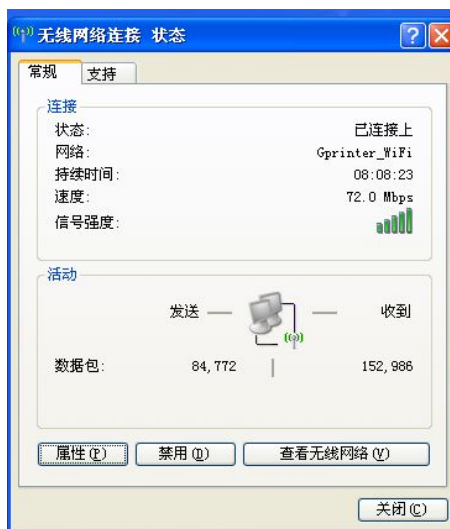 无线网络连接 状态
常规 支持
连接
状态: 已连接上
网络: Gprinter_WiFi
持续时间: 08:08:23
速度: 72.0 Mbps
信号强度:
活动
发送 — — 收到
数据包: 84,772 | 152,986
属性(P) 禁用(D) 查看无线网络(V)
关闭(C)